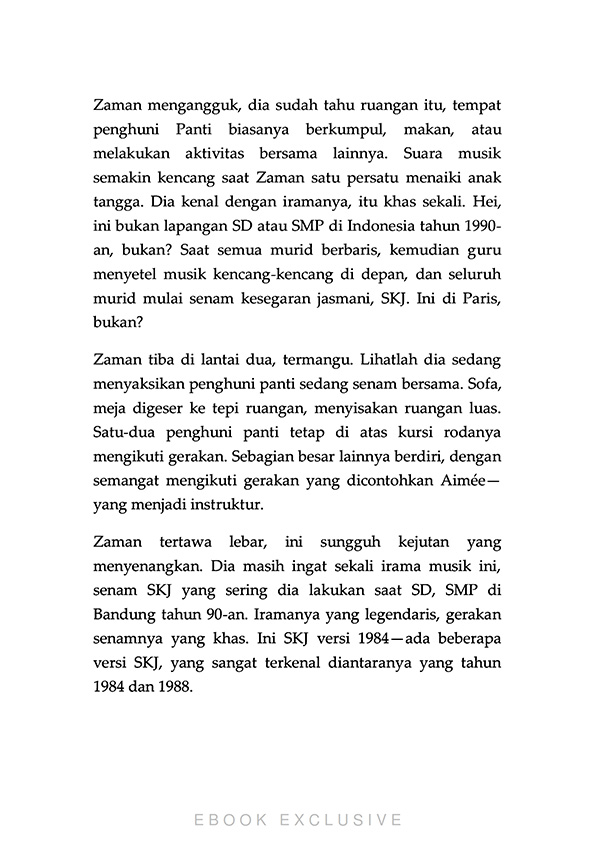 Zaman mengangguk, dia sudah tahu ruangan itu, tempat
penghuni Panti biasanya berkumpul, makan, atau
melakukan aktivitas bersama lainnya. Suara musik
semakin kencang saat Zaman satu persatu menaiki anak
tangga. Dia kenal dengan iramanya, itu khas sekali. Hei,
ini bukan lapangan SD atau SMP di Indonesia tahun 1990-
an, bukan? Saat semua murid berbaris, kemudian guru
menyetel musik kencang-kencang di depan, dan seluruh
murid mulai senam kesegaran jasmani, SKJ. Ini di Paris,
bukan?
Zaman tiba di lantai dua, termangu. Lihatlah dia sedang
menyaksikan penghuni panti sedang senam bersama. Sofa,
meja digeser ke tepi ruangan, menyisakan ruangan luas.
Satu-dua penghuni panti tetap di atas kursi rodanya
mengikuti gerakan. Sebagian besar lainnya berdiri, dengan
semangat mengikuti gerakan yang dicontohkan Aimée—
yang menjadi instruktur.
Zaman tertawa lebar, ini sungguh kejutan yang
menyenangkan. Dia masih ingat sekali irama musik ini,
senam SKJ yang sering dia lakukan saat SD, SMP di
Bandung tahun 90-an. Iramanya yang legendaris, gerakan
senamnya yang khas. Ini SKJ versi 1984—ada beberapa
versi SKJ, yang sangat terkenal diantaranya yang tahun
1984 dan 1988.
EBOOK EXCLUSIVE